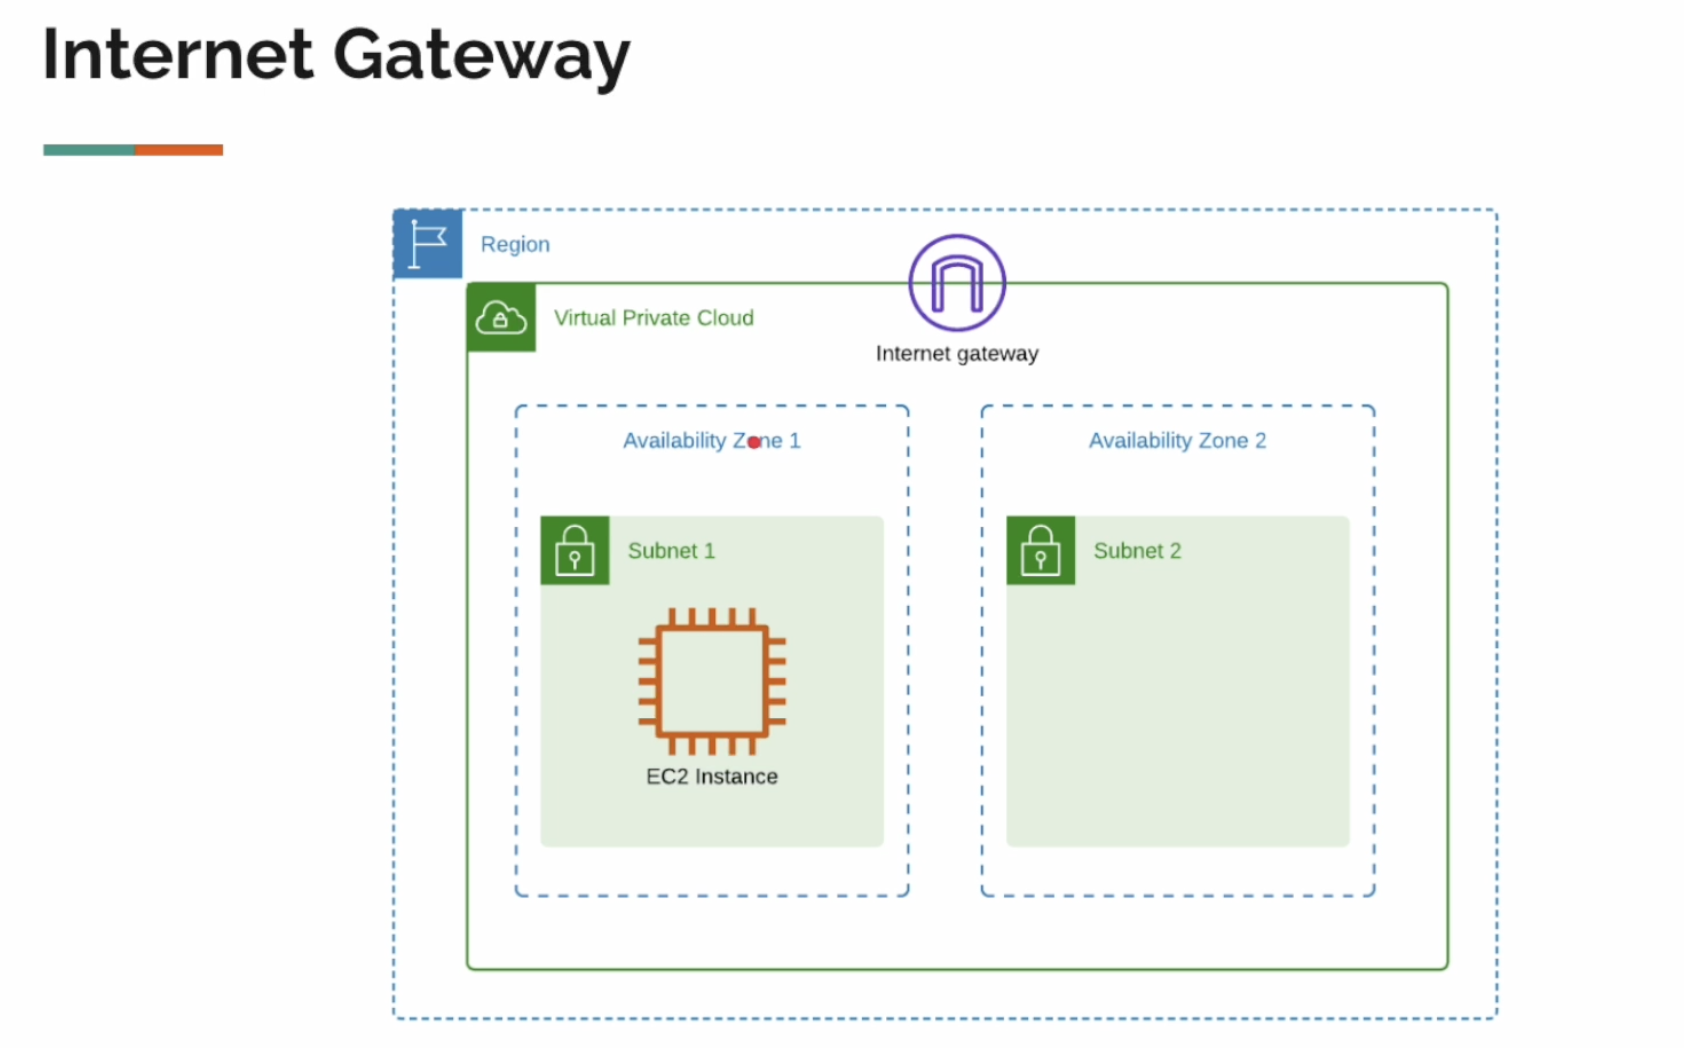 Internet Gateway
Region
Virtual Private Cloud
Internet gateway
Availability Zone 1
Availability Zone 2
Subnet 1
Subnet 2
EC2 Instance